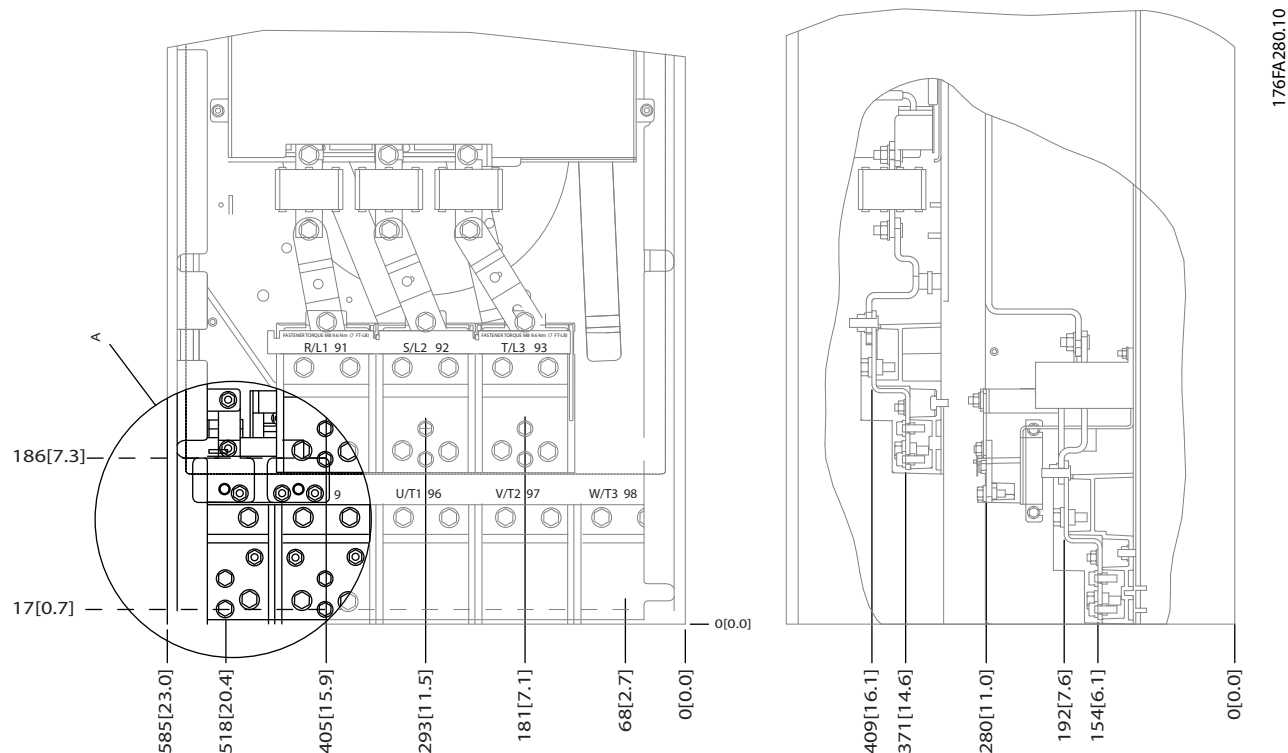 176FA280.10
A
FASTENER TORQUE M8 9.6 Nm (7 FT-LB)
FASTENER TORQUE M8 9.6 Nm (7 FT-LB)
R/L1 91
S/L2 92
T/L3 93
186[7.3]
9
U/T1 96
V/T2 97
W/T3 98
17[0.7]
0[0.0]
585[23.0]
518[20.4]
405[15.9]
293[11.5]
181[7.1]
68[2.7]
0[0.0]
409[16.1]
371[14.6]
280[11.0]
192[7.6]
154[6.1]
0[0.0]